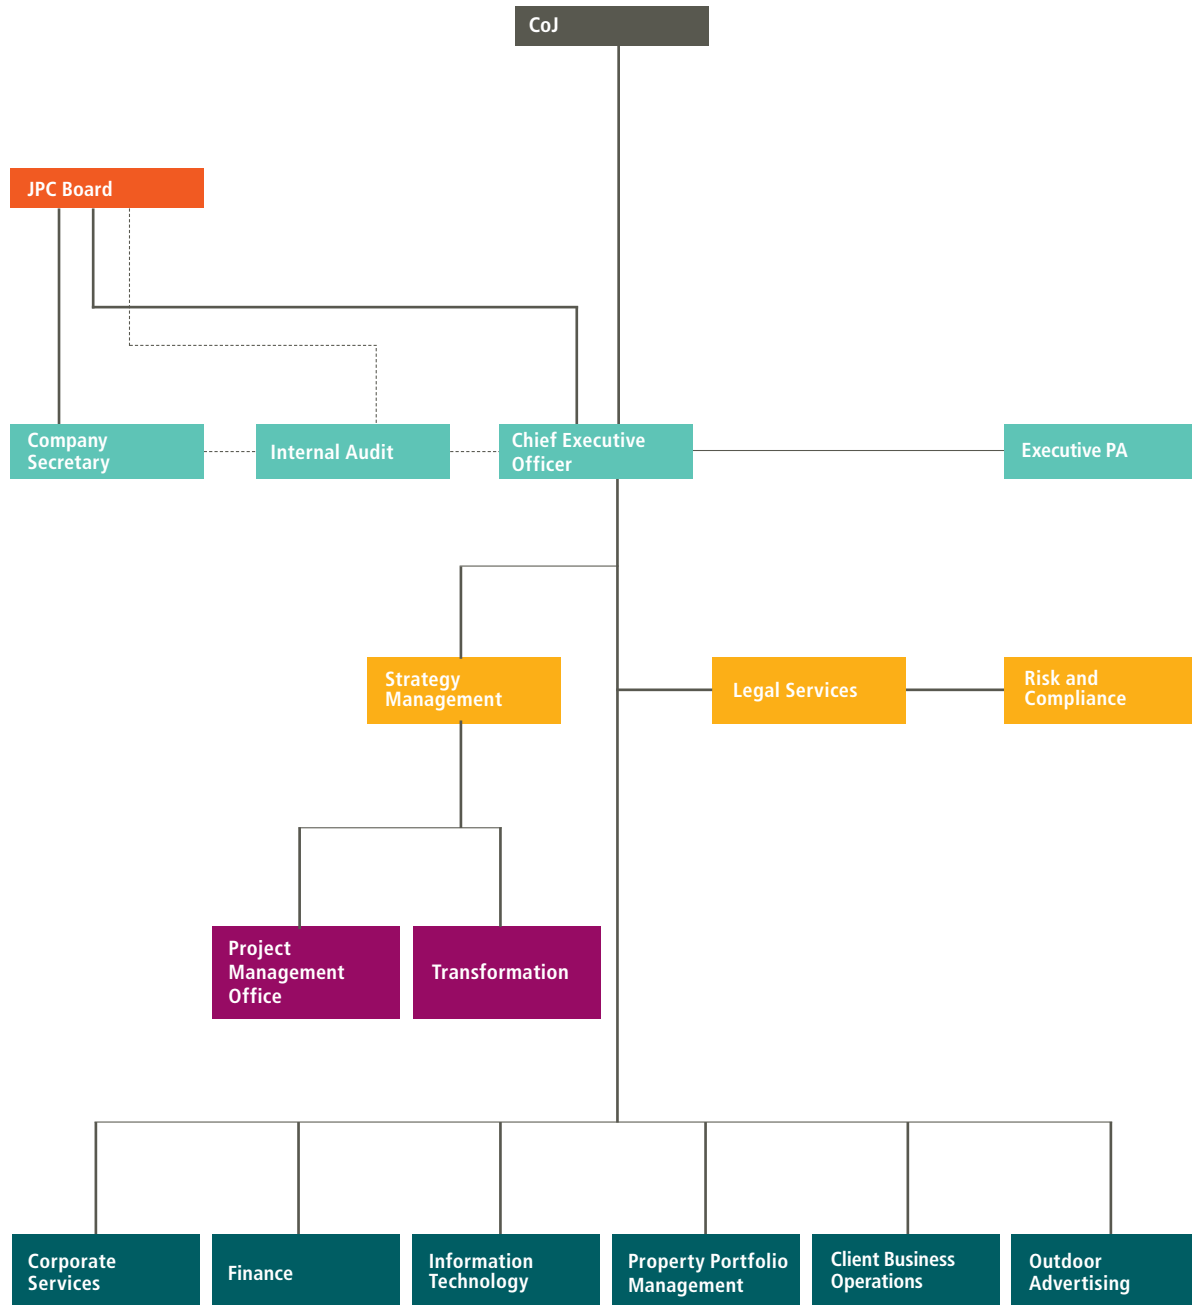 CoJ
JPC Board
Company
Secretary
Internal Audit
Chief Executive
Officer
Executive PA
Strategy
Management
Legal Services
Risk and
Compliance
Project
Management
Office
Transformation
Corporate
Services
Finance
Information
Technology
Property Portfolio
Management
Client Business
Operations
Outdoor
Advertising